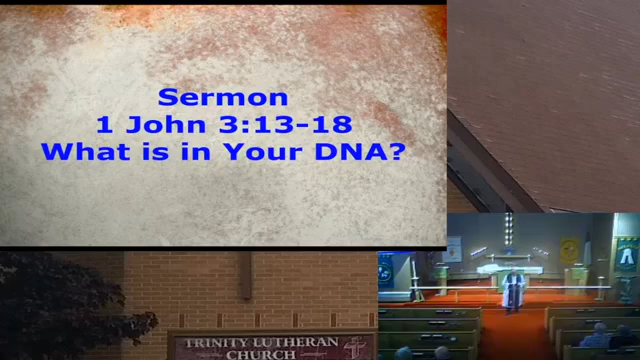 Sermon
1 John 3:13-18
What is in Your DNA?
TRINITY LUTHERAN
CHURCH